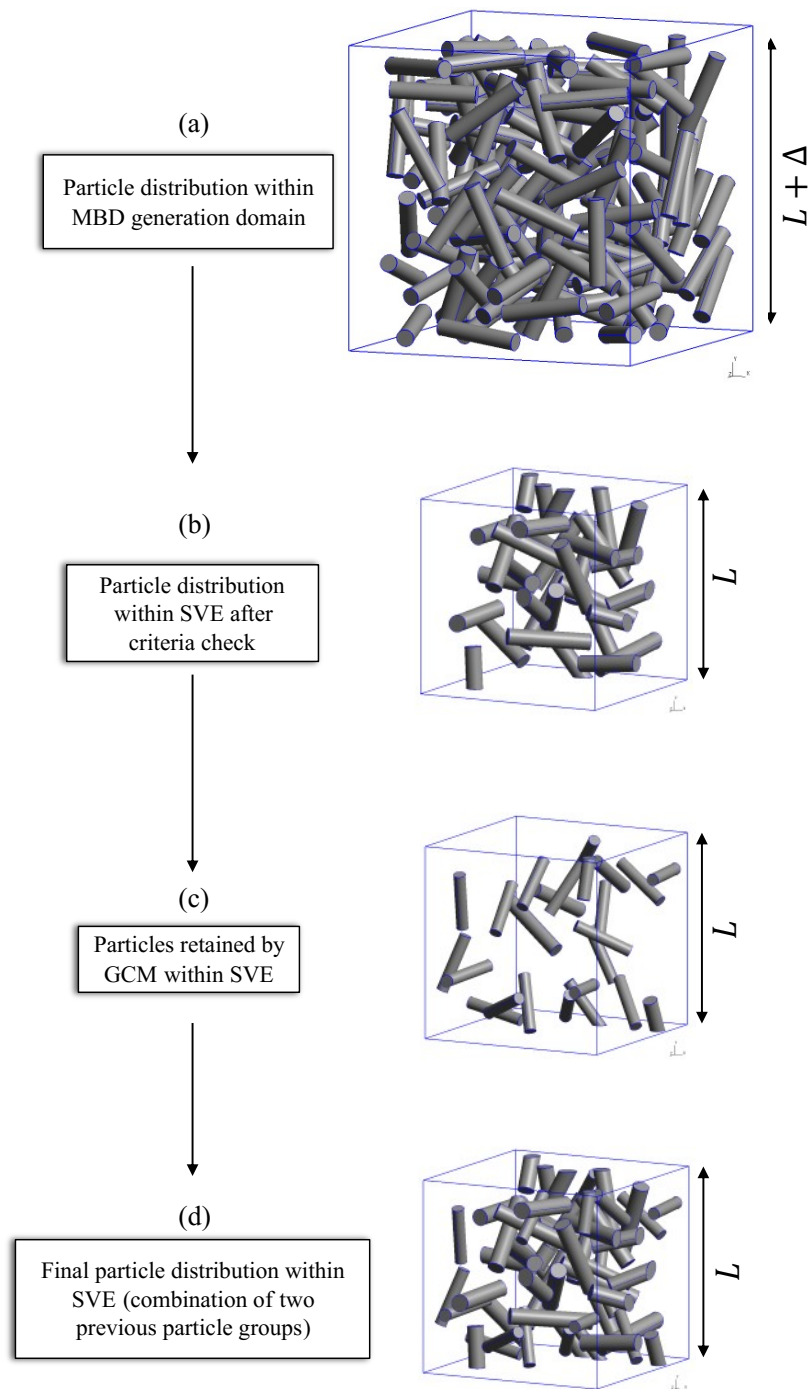 (a)
Particle distribution within
MBD generation domain
L + Δ
(b)
Particle distribution
within SVE after
criteria check
L
(c)
Particles retained by
GCM within SVE
L
(d)
Final particle distribution within
SVE (combination of two
previous particle groups)
L